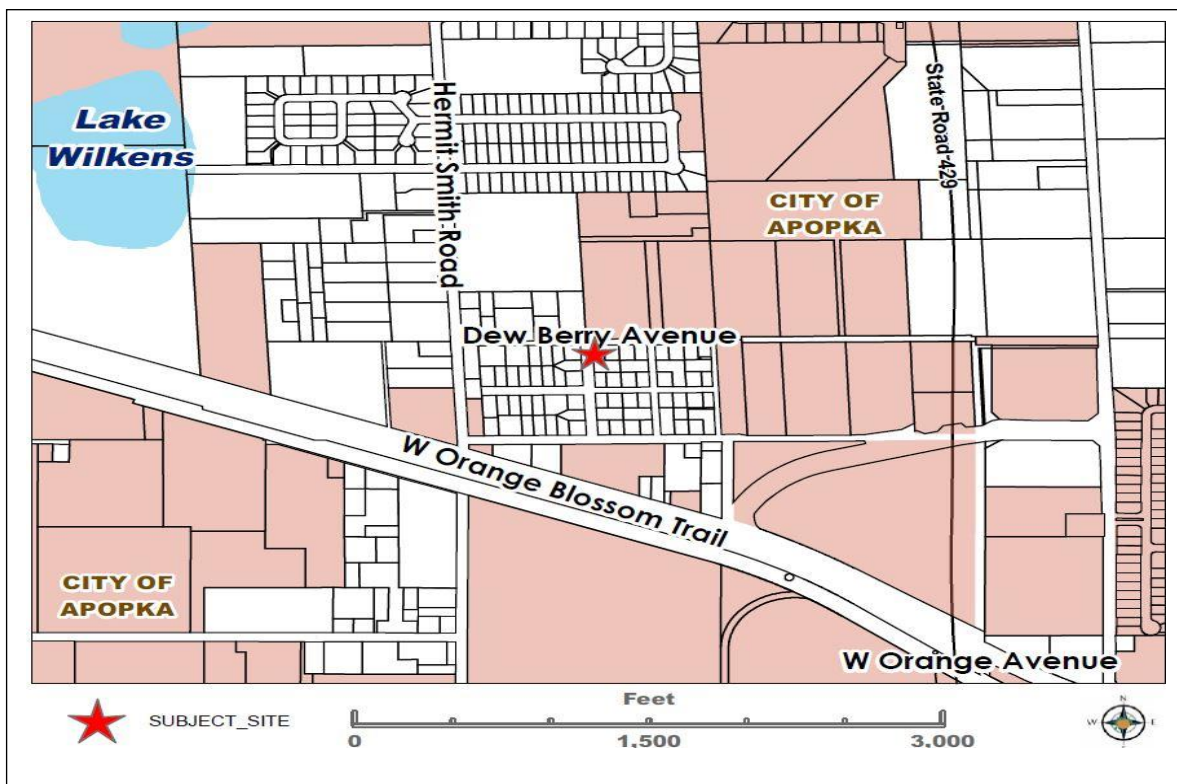 Lake
Wilkens
Hermit Smith Road
State Road 429
CITY OF
APOPKA
Dew Berry Avenue
W Orange Blossom Trail
CITY OF
APOPKA
W Orange Avenue
SUBJECT_SITE
Feet
0 1,500 3,000
N
W E